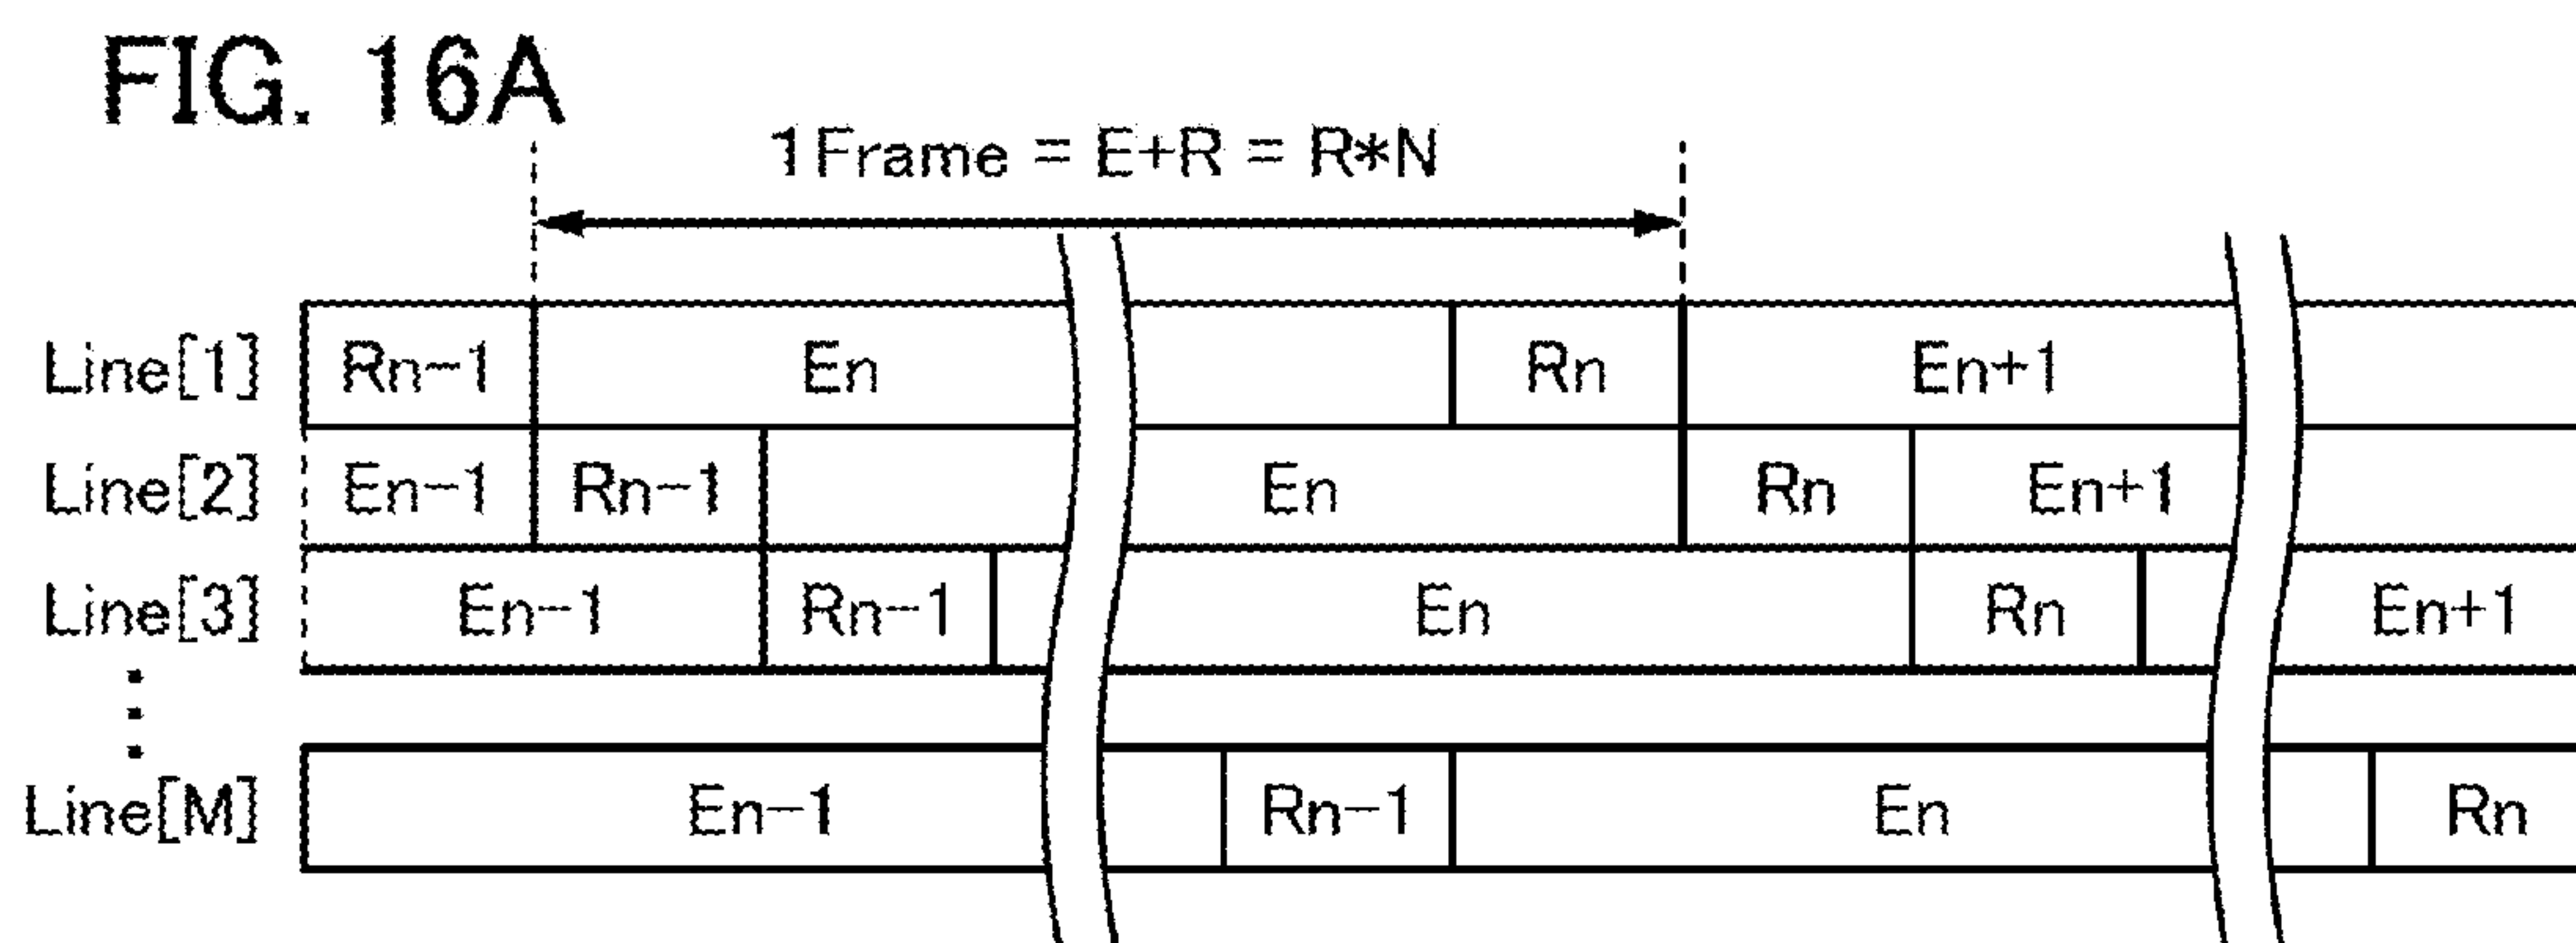 FIG. 16A
1Frame = E+R = R*N
Line[1] Rn-1 En Rn En+1
Line[2] En-1 Rn-1 En Rn En+1
Line[3] En-1 Rn-1 En Rn En+1
Line[M] En-1 Rn-1 En Rn